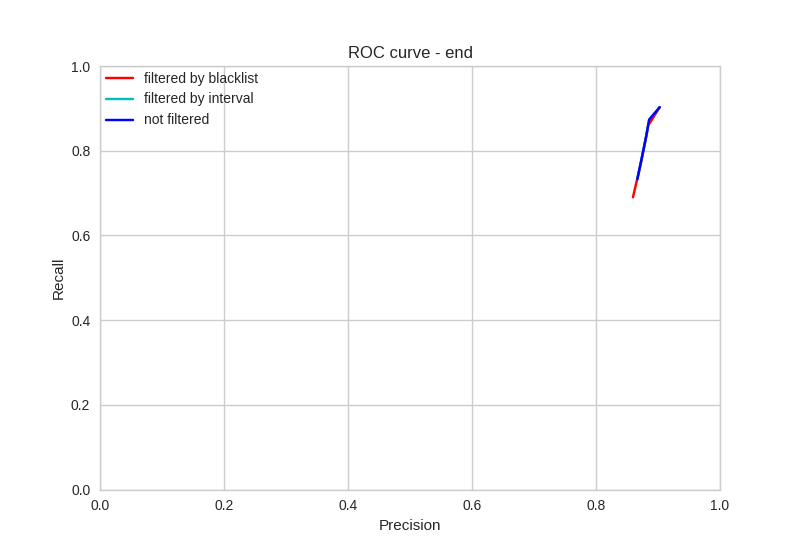 ROC curve - end
filtered by blacklist
filtered by interval
not filtered
1.0
0.8
0.6
0.4
0.2
0.0
Recall
0.0 0.2 0.4 0.6 0.8 1.0
Precision